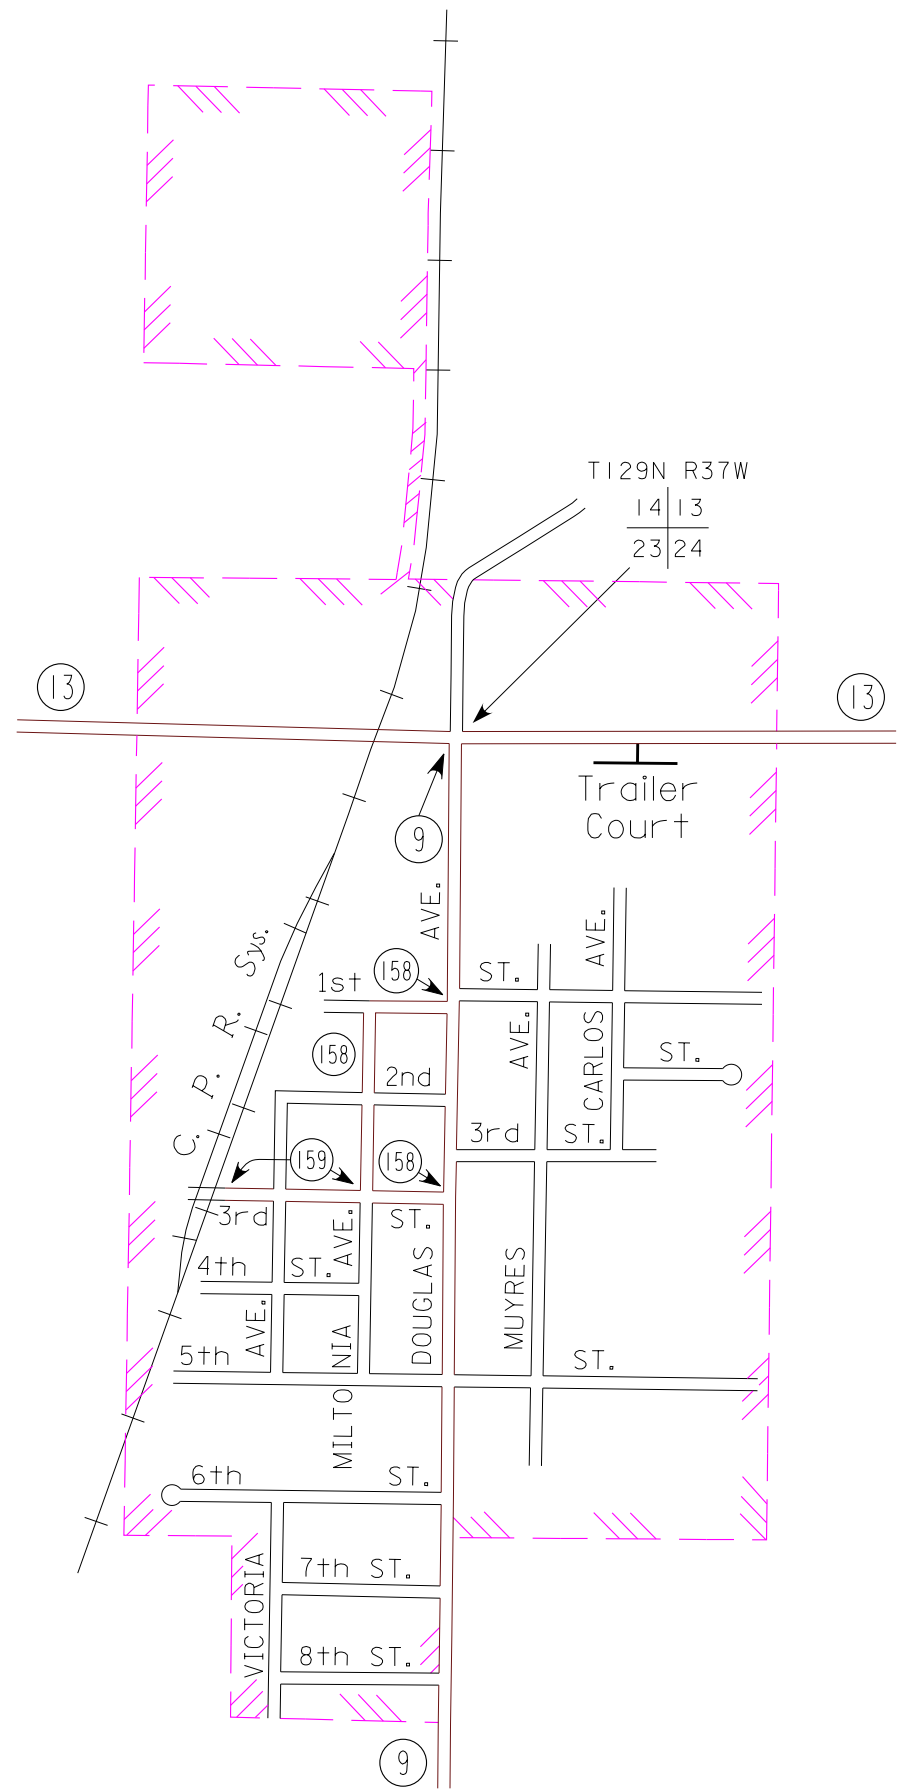 T129N R37W
14 13
23 24
13
13
Trailer
Court
9
AVE.
AVE.
Sys.
158
ST.
1st
R.
AVE.
CARLOS
158
ST.
P.
2nd
C.
3rd
ST.
159
158
3rd
AVE.
ST.
4th
ST.
DOUGLAS
MUYRES
AVE.
5th
ST.
MILTONIA
6th
ST.
VICTORIA
7th ST.
8th ST.
9